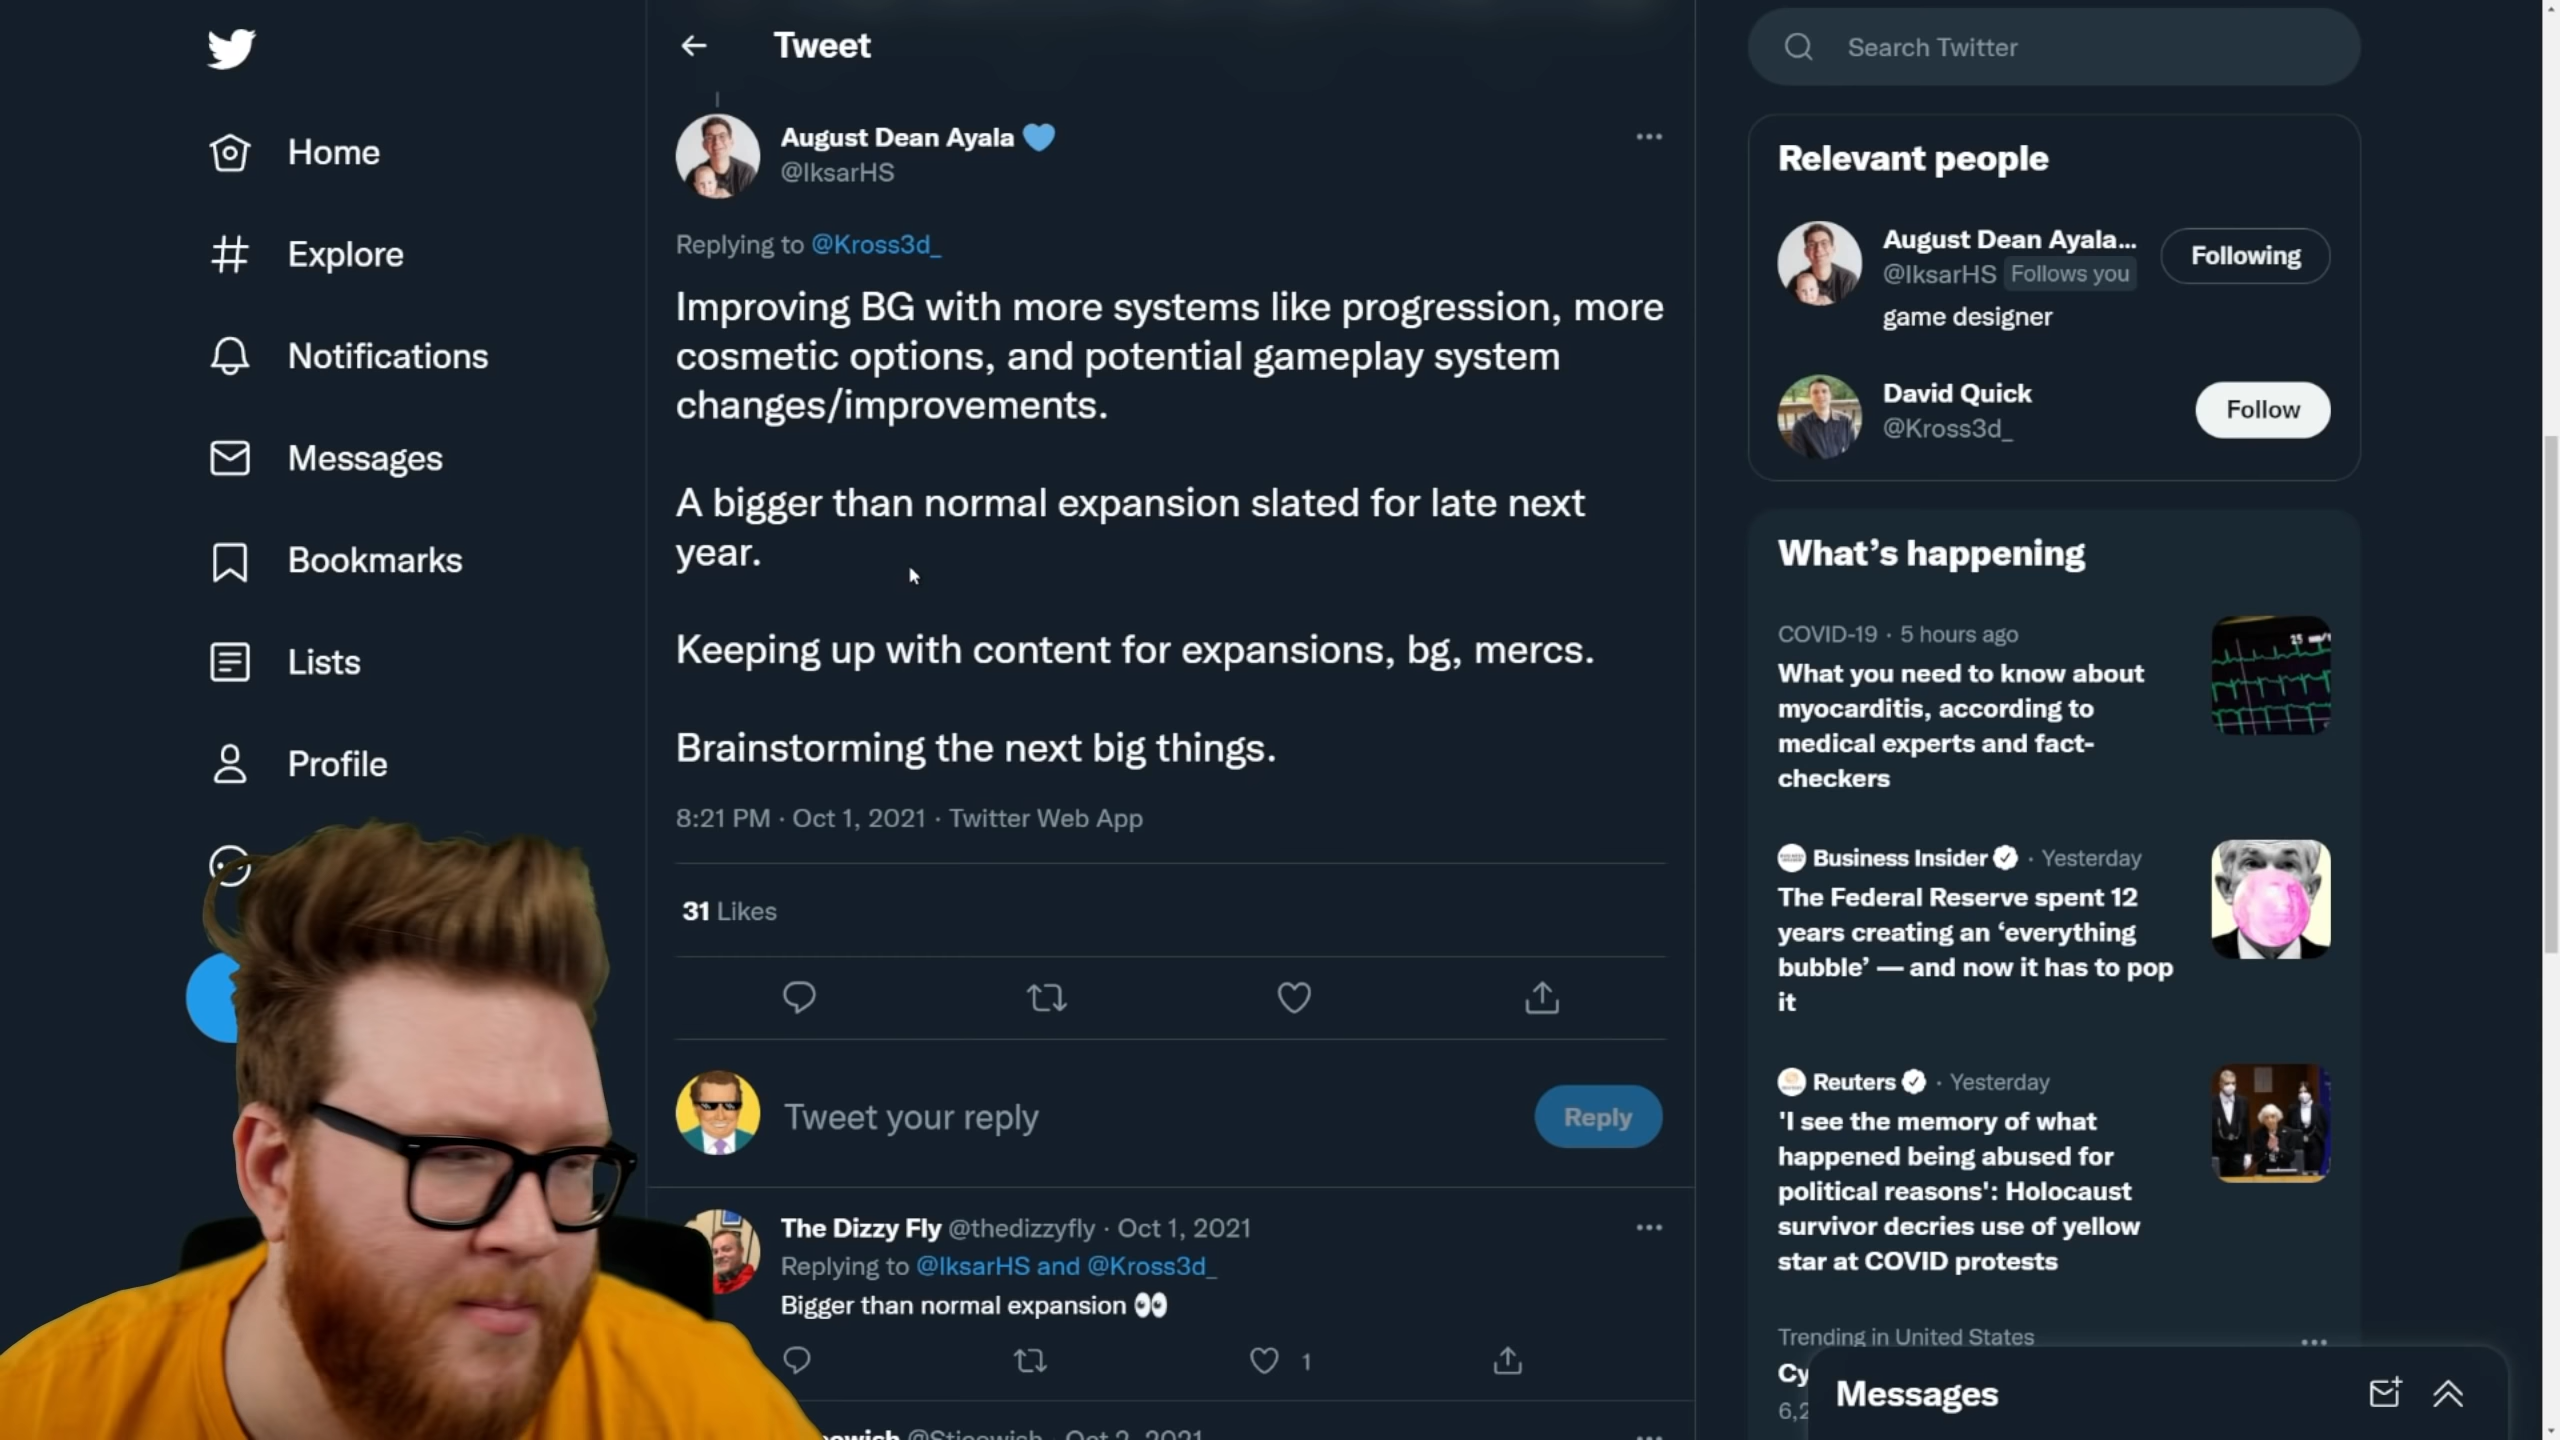 Tweet
Search Twitter
Home
Explore
Notifications
Messages
Bookmarks
Lists
Profile
August Dean Ayala
@IksarHS
Replying to @Kross3d_
Improving BG with more systems like progression, more
cosmetic options, and potential gameplay system
changes/improvements.
A bigger than normal expansion slated for late next
year.
Keeping up with content for expansions, bg, mercs.
Brainstorming the next big things.
8:21 PM · Oct 1, 2021 · Twitter Web App
31 Likes
Tweet your reply
Reply
The Dizzy Fly @thedizzyfly · Oct 1, 2021
Replying to @IksarHS and @Kross3d_
Bigger than normal expansion 👀
1
Relevant people
August Dean Ayala...
Following
@IksarHS Follows you
game designer
David Quick
Follow
@Kross3d_
What's happening
COVID-19 · 5 hours ago
What you need to know about
myocarditis, according to
medical experts and fact-
checkers
Business Insider · Yesterday
The Federal Reserve spent 12
years creating an ‘everything
bubble’ — and now it has to pop
it
Reuters · Yesterday
'I see the memory of what
happened being abused for
political reasons': Holocaust
survivor decries use of yellow
star at COVID protests
Trending in United States
Messages